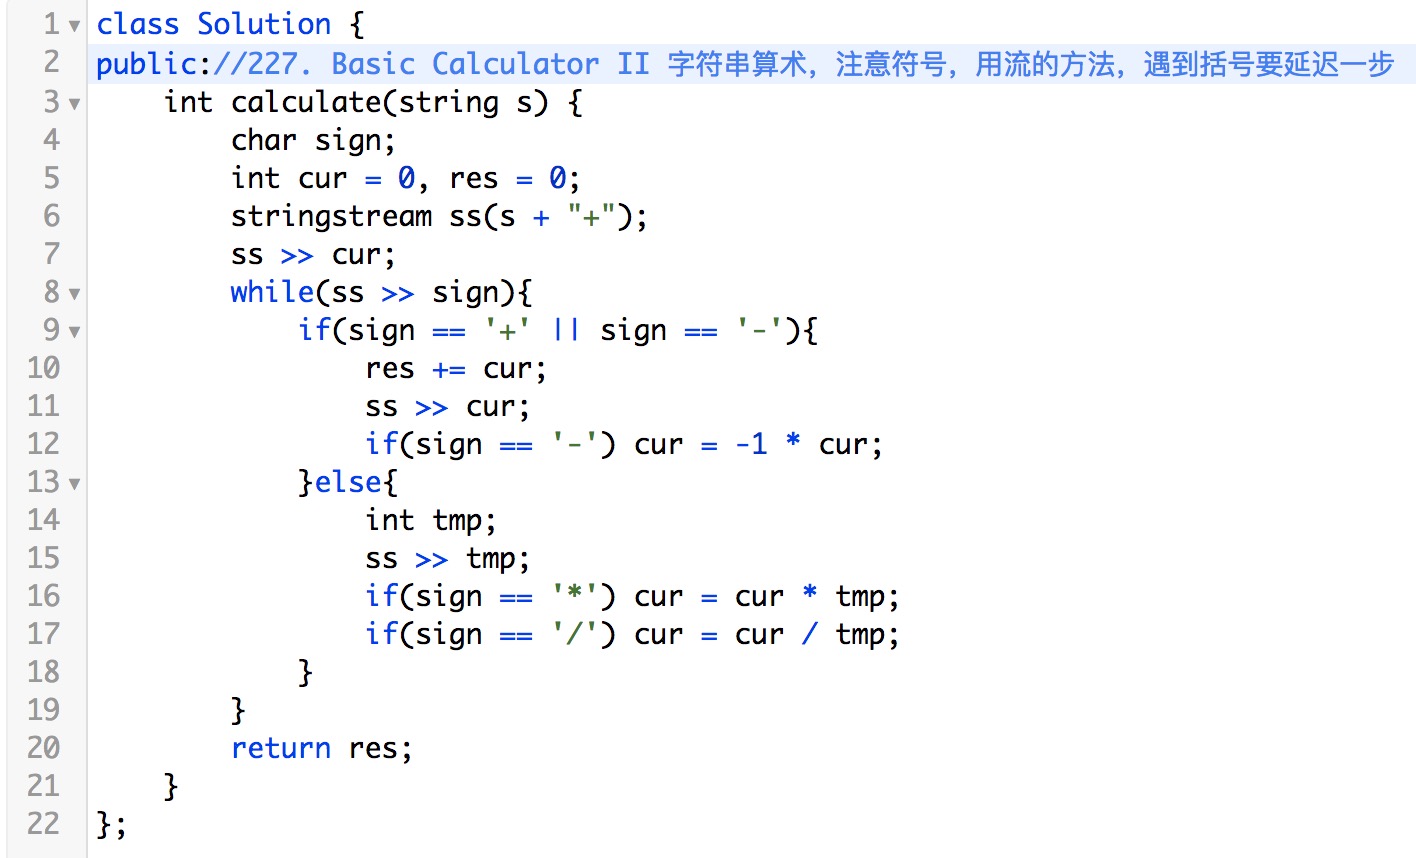 1 class Solution {
2 public://227. Basic Calculator II 字符串算术，注意符号，用流的方法，遇到括号要延迟一步
3     int calculate(string s) {
4         char sign;
5         int cur = 0, res = 0;
6         stringstream ss(s + "+");
7         ss >> cur;
8         while(ss >> sign){
9             if(sign == '+' || sign == '-'){
10                 res += cur;
11                 ss >> cur;
12                 if(sign == '-') cur = -1 * cur;
13             }else{
14                 int tmp;
15                 ss >> tmp;
16                 if(sign == '*') cur = cur * tmp;
17                 if(sign == '/') cur = cur / tmp;
18             }
19         }
20         return res;
21     }
22 };